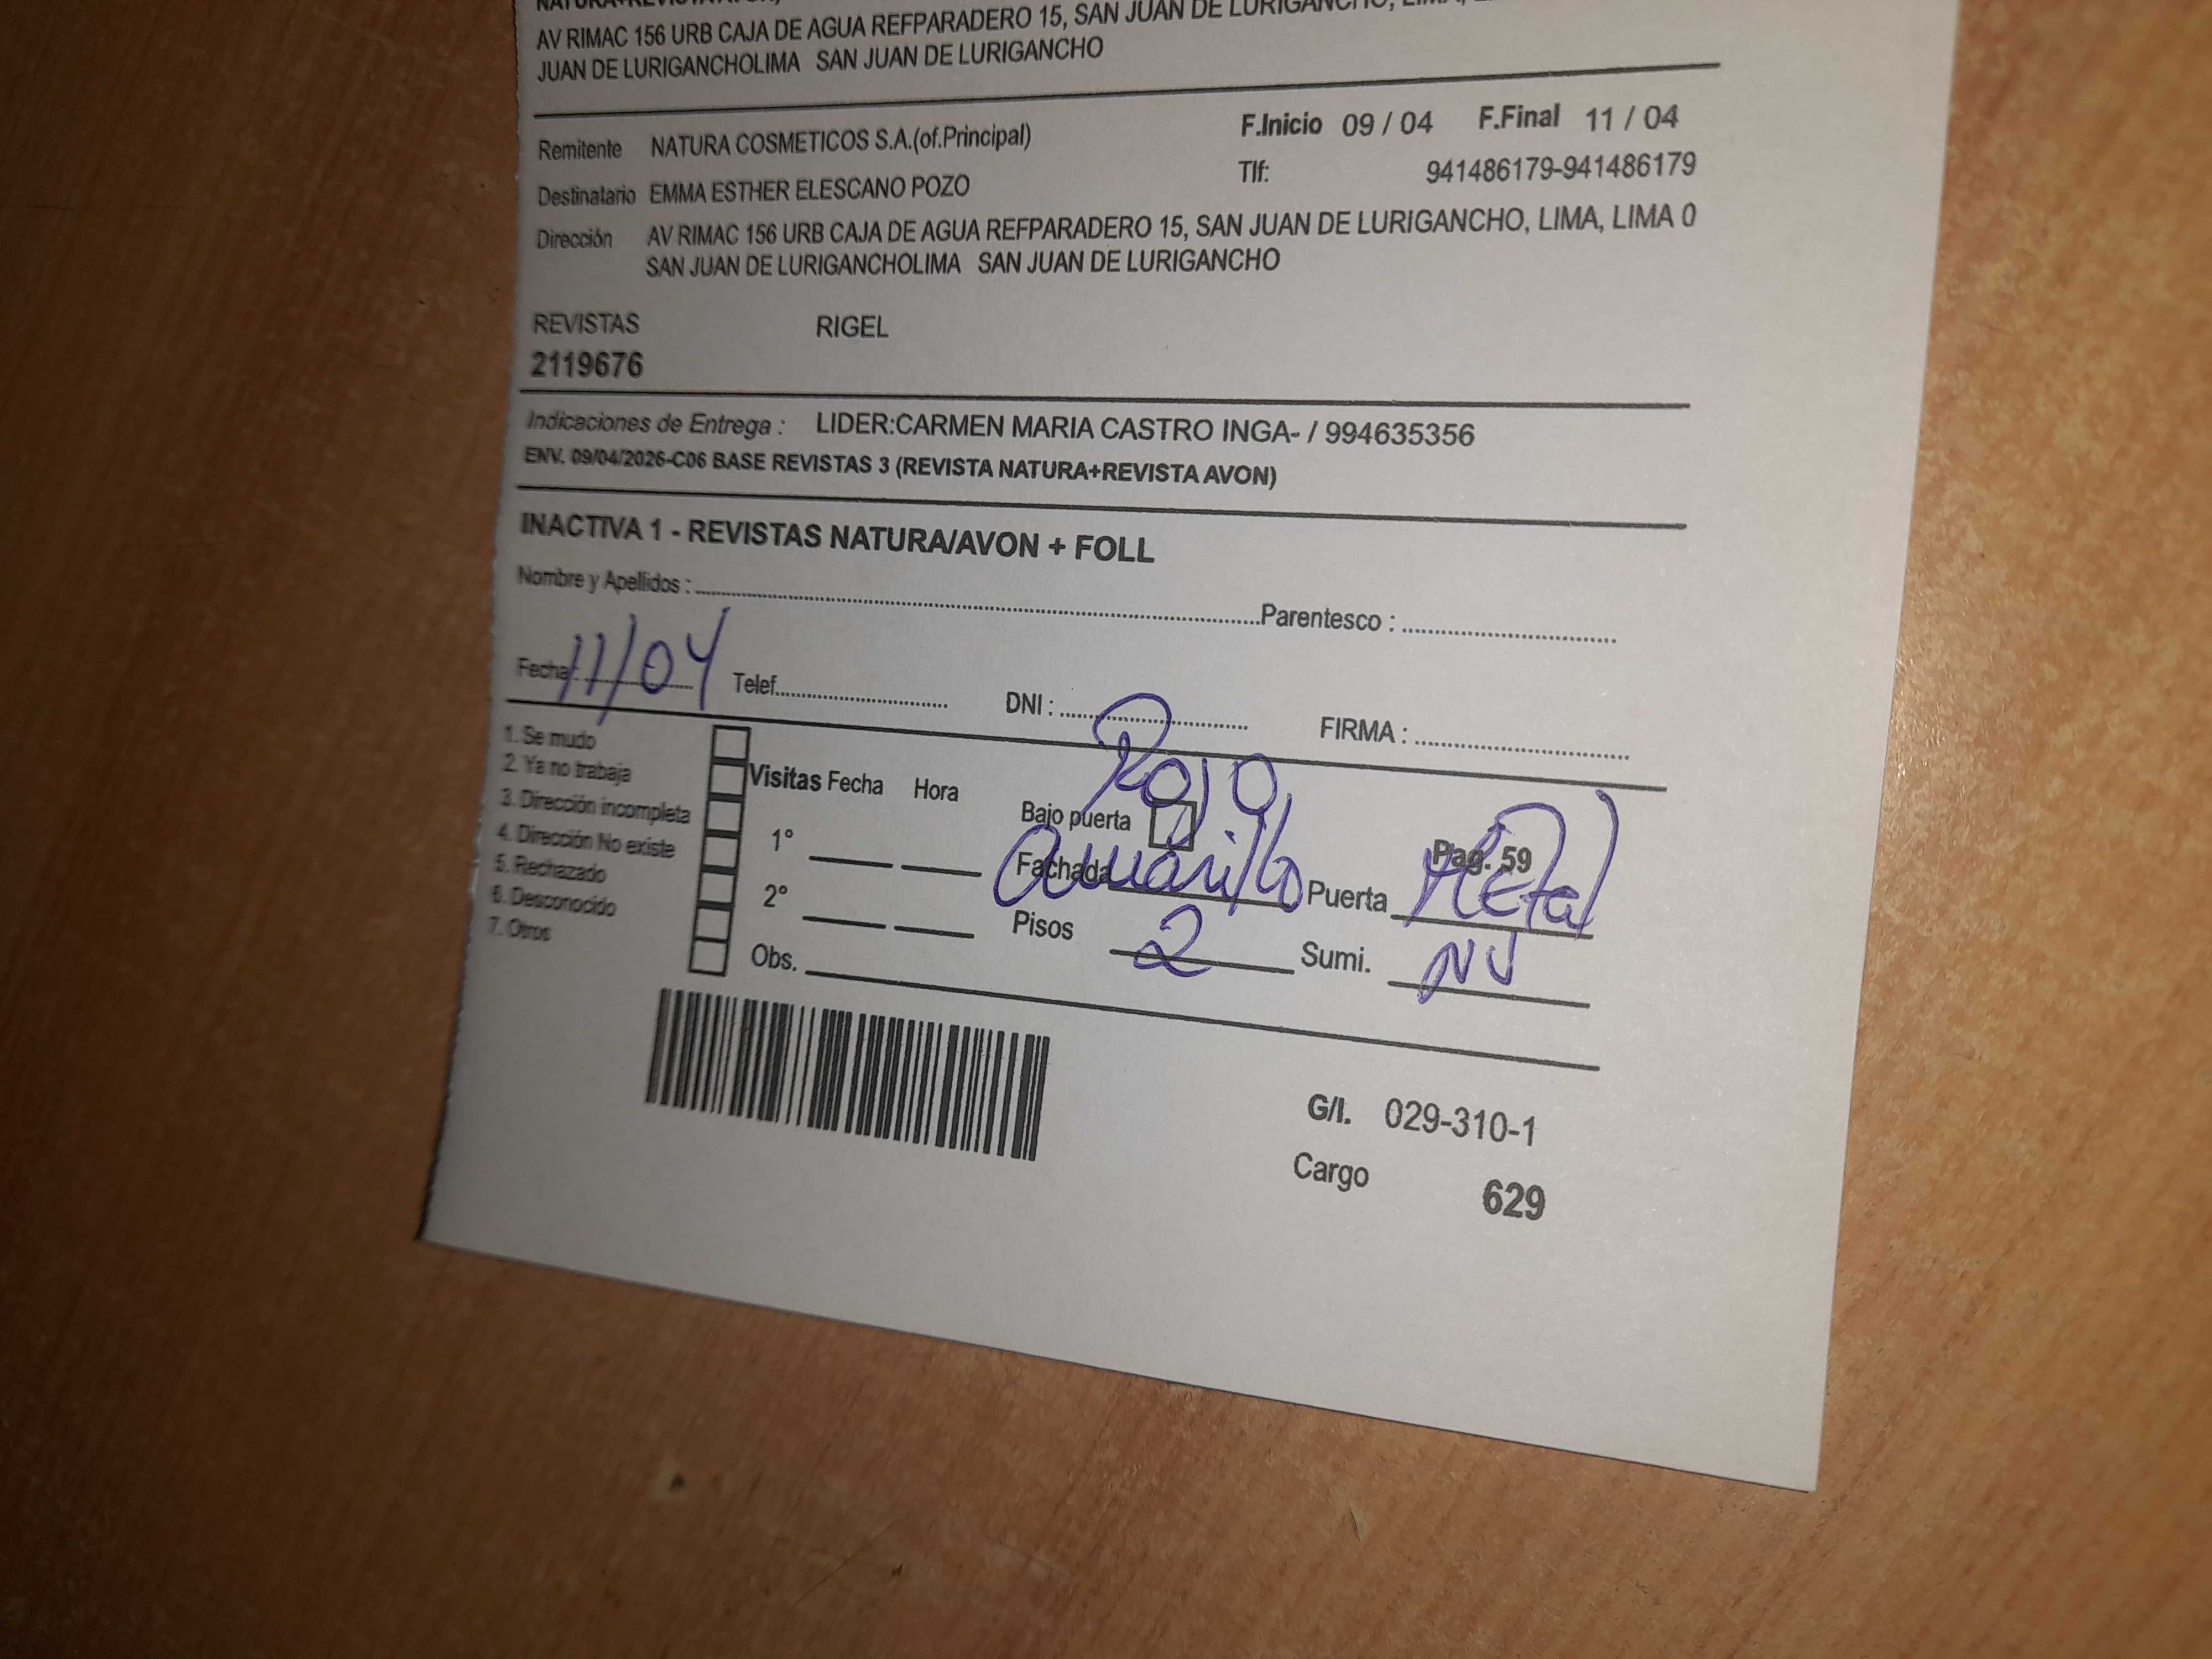 NATURA+REVISTA AVON)
AV RIMAC 156 URB CAJA DE AGUA REFPARADERO 15, SAN JUAN DE LURIGANCHO, LIMA,
JUAN DE LURIGANCHOLIMA SAN JUAN DE LURIGANCHO
Remitente NATURA COSMETICOS S.A.(of.Principal) F.Inicio 09 / 04 F.Final 11 / 04
Destinatario EMMA ESTHER ELESCANO POZO Tlf: 941486179-941486179
Dirección AV RIMAC 156 URB CAJA DE AGUA REFPARADERO 15, SAN JUAN DE LURIGANCHO, LIMA, LIMA 0
SAN JUAN DE LURIGANCHOLIMA SAN JUAN DE LURIGANCHO
REVISTAS RIGEL
2119676
Indicaciones de Entrega : LIDER:CARMEN MARIA CASTRO INGA- / 994635356
ENV. 09/04/2026-C06 BASE REVISTAS 3 (REVISTA NATURA+REVISTA AVON)
INACTIVA 1 - REVISTAS NATURA/AVON + FOLL
Nombre y Apellidos : Parentesco :
Fecha: 11/04 Telef. DNI : FIRMA :
1. Se mudo
2. Ya no trabaja
3. Dirección incompleta
4. Dirección No existe
5. Rechazado
6. Desconocido
7. Otros
Visitas Fecha Hora
1°
2°
Obs.
Rojo
Bajo puerta Pag. 59
Fachada Amarillo Puerta Metal
Pisos 2 Sumi. NV
G/I. 029-310-1
Cargo 629